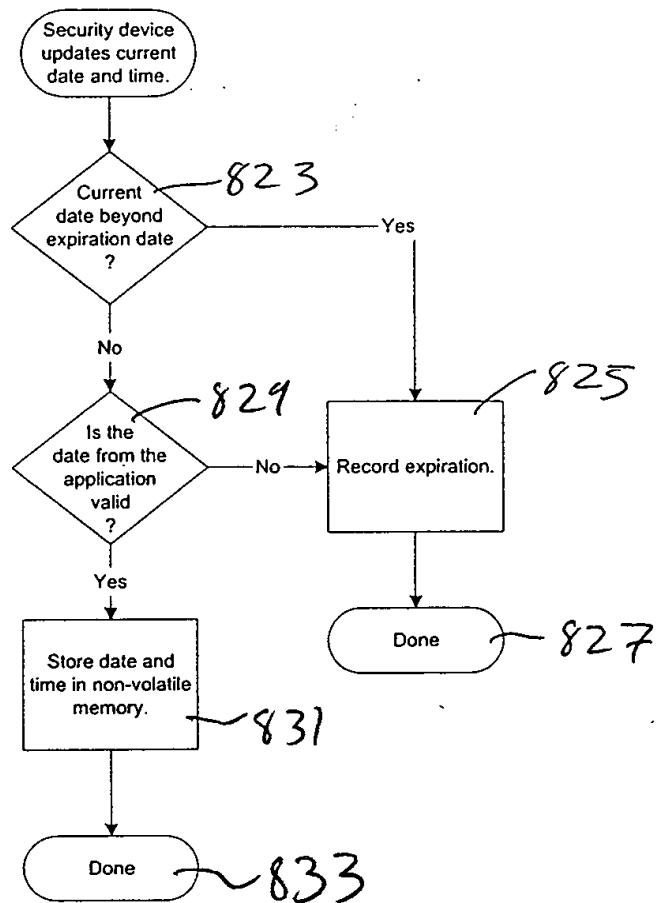 Security device
updates current
date and time.
823
Current
date beyond
expiration date
?
Yes
No
825
829
Is the
date from the
application
valid
?
No
Record expiration.
Yes
Done
827
Store date and
time in non-volatile
memory.
831
Done
833